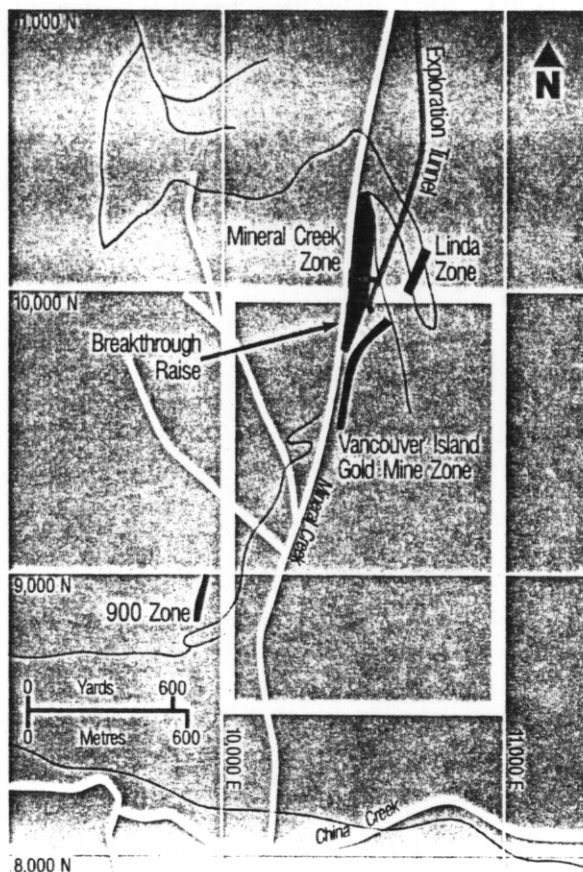 11,000 N
N
Exploration Tunnel
Mineral Creek
Zone
Linda
Zone
10,000 N
Breakthrough
Raise
Vancouver Island
Gold Mine Zone
Mineral Creek
9,000 N
900 Zone
0 Yards 600
0 Metres 600
10,000 E
11,000 E
China Creek
8,000 N